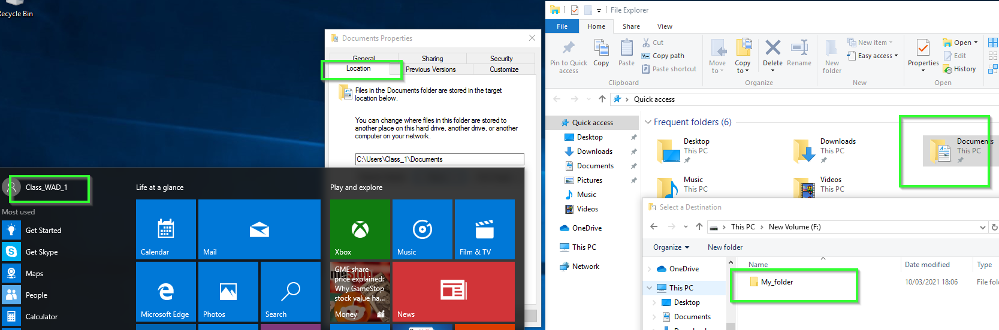 Recycle Bin
Documents Properties
General
Sharing
Security
Location
Previous Versions
Customize
Files in the Documents folder are stored in the target
location below.
You can change where files in this folder are stored to
another place on this hard drive, another drive, or another
computer on your network.
C:\Users\Class_1\Documents
Class_WAD_1
Most used
Get Started
Get Skype
Maps
People
Calculator
Life at a glance
Calendar
Mail
Microsoft Edge
Photos
Search
Play and explore
Xbox
Music
Film & TV
GME share
price explained:
Why GameStop
stock value ha...
Money
News
File Explorer
File
Home
Share
View
Pin to Quick
access
Copy
Paste
Cut
Copy path
Paste shortcut
Clipboard
Move
to
Copy
to
Delete
Rename
Organize
New
folder
New item
Easy access
New
Properties
Open
Edit
History
Open
Quick access
Quick access
Desktop
Downloads
Documents
Pictures
Music
Videos
OneDrive
This PC
Network
Frequent folders (6)
Desktop
This PC
Downloads
This PC
Documents
This PC
Music
This PC
Videos
This PC
Select a Destination
This PC > New Volume (F:)
Organize
New folder
OneDrive
This PC
Desktop
Documents
Name
Date modified
Type
My_folder
10/03/2021 18:06
File fol